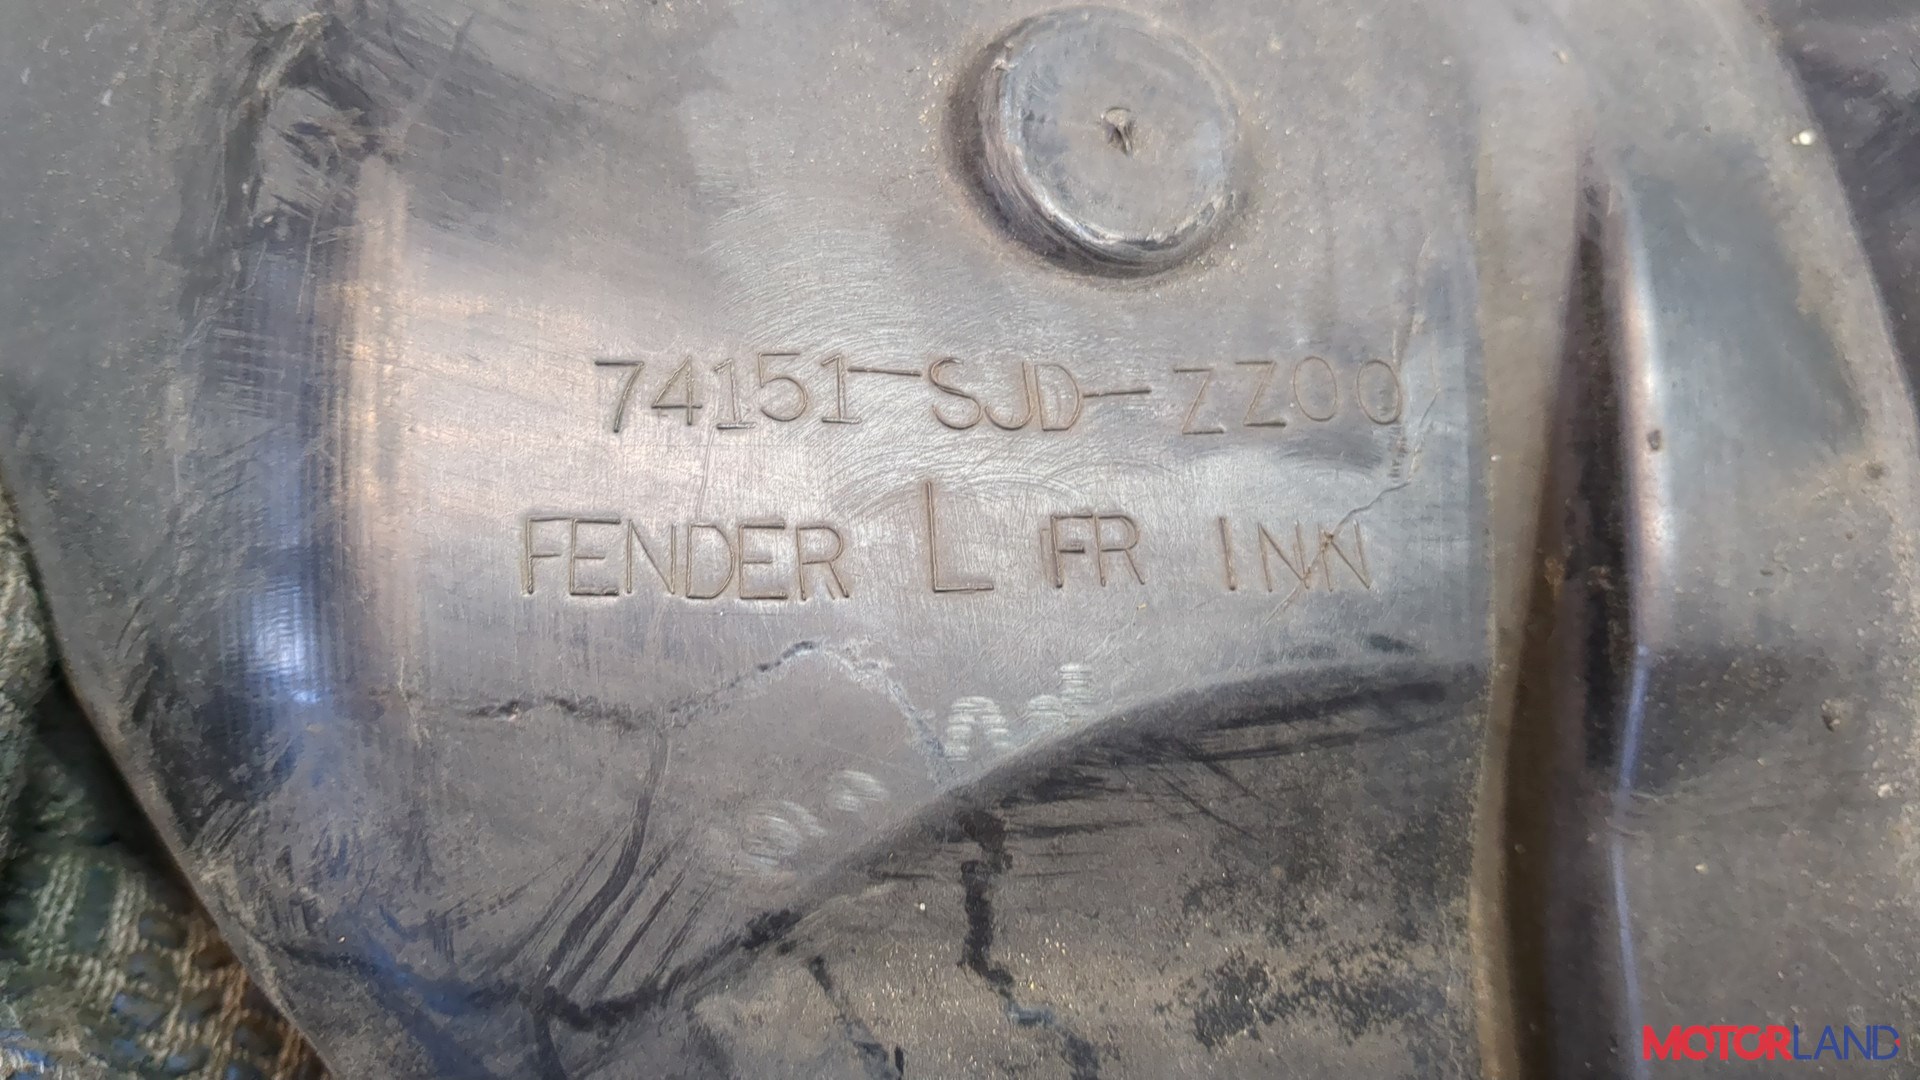 74151-SJD-ZZ00
FENDER L FR INN
MOTORLAND